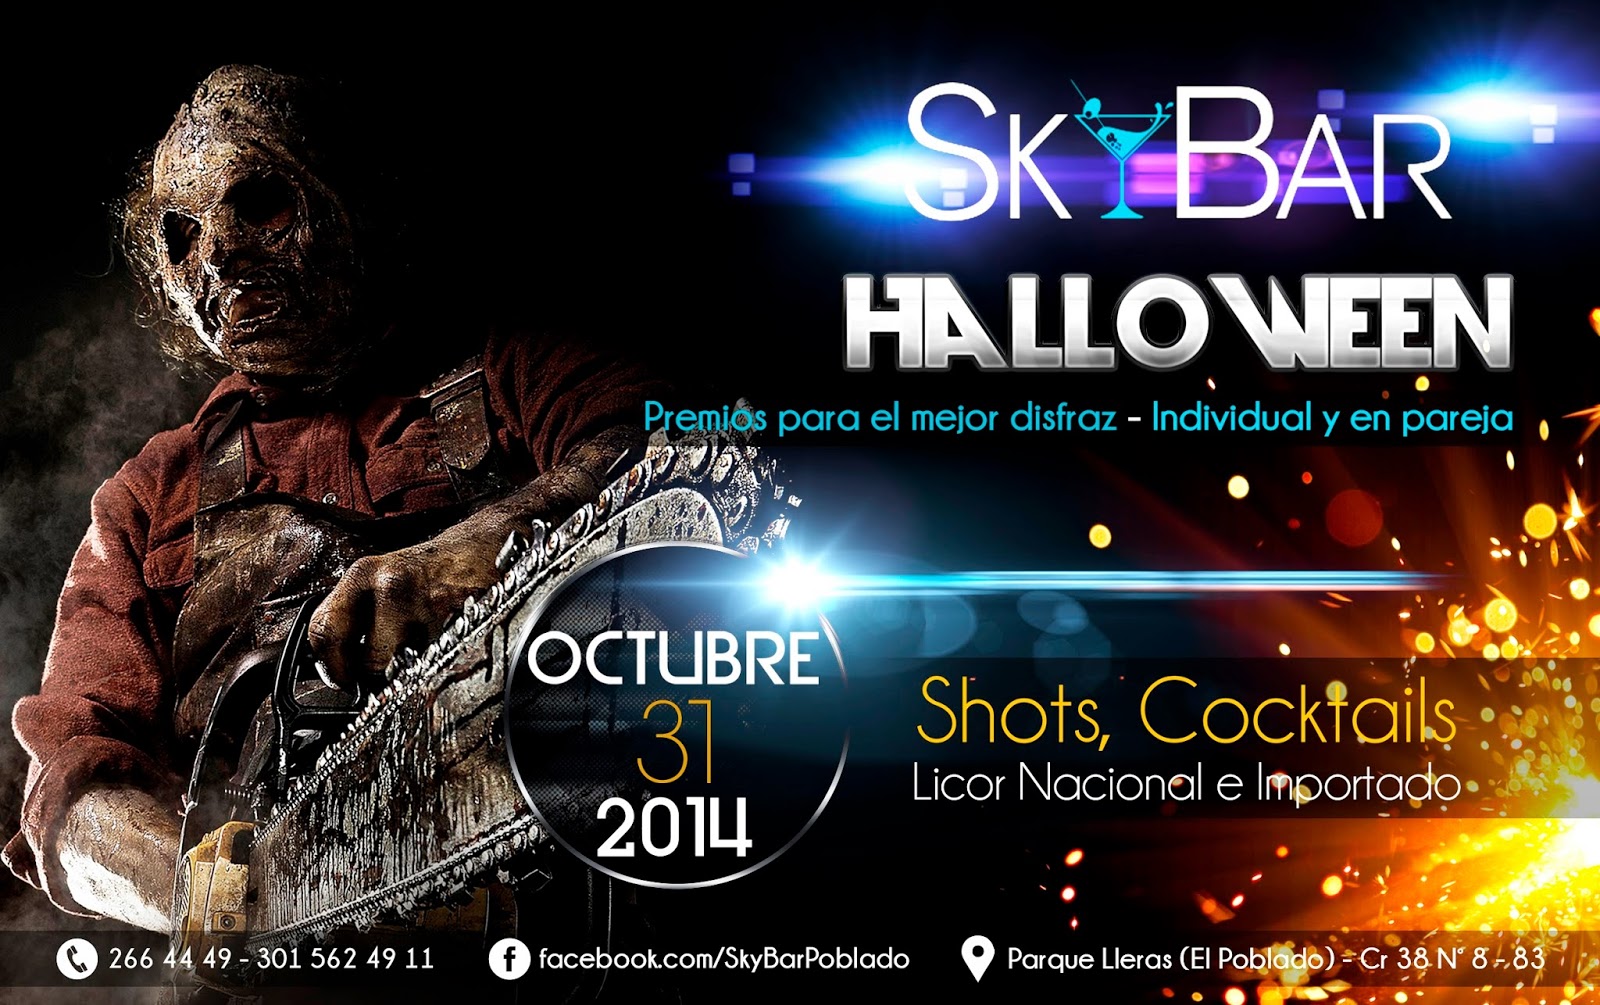 SkyBar
HALLOWEEN
Premios para el mejor disfraz - Individual y en pareja
OCTUBRE
31
2014
Shots, Cocktails
Licor Nacional e Importado
266 44 49 - 301 562 49 11
facebook.com/SkyBarPoblado
Parque Lleras (El Poblado) - Cr 38 N° 8 - 83